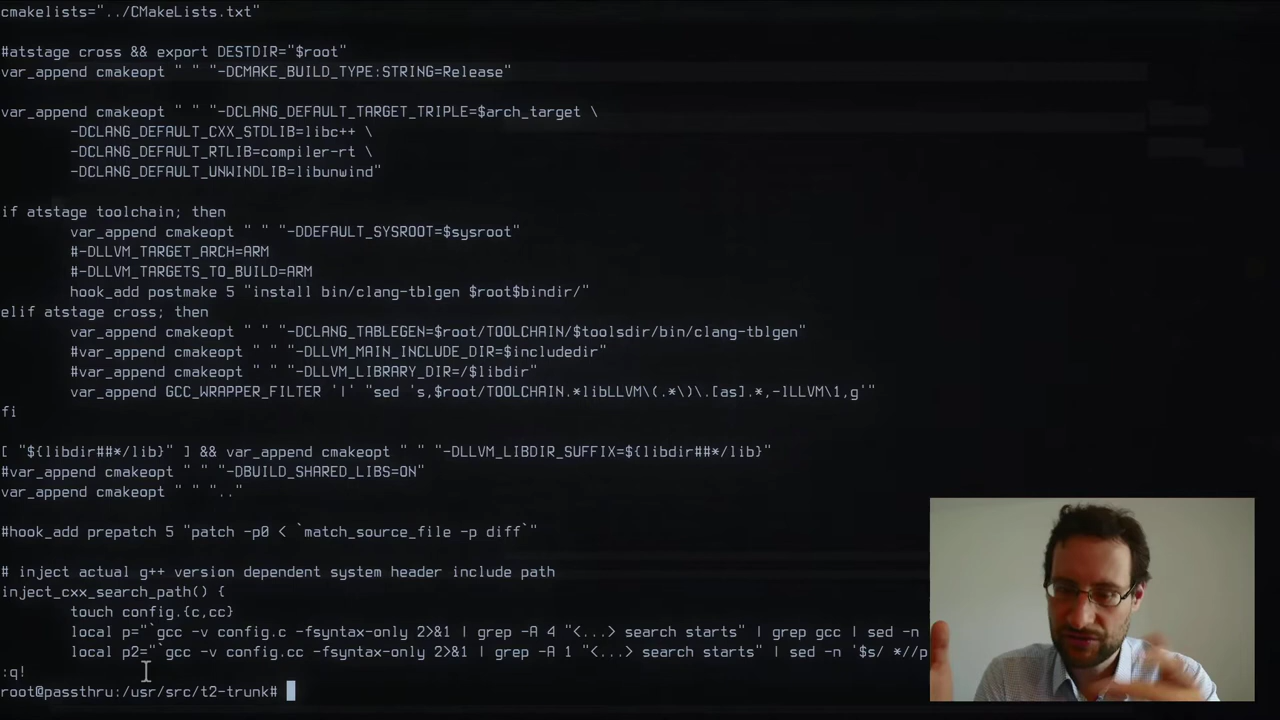 cmakelists="../CMakeLists.txt"
#atstage cross && export DESTDIR="$root"
var_append cmakeopt " " "-DCMAKE_BUILD_TYPE:STRING=Release"
var_append cmakeopt " " "-DCLANG_DEFAULT_TARGET_TRIPLE=$arch_target \
-DCLANG_DEFAULT_CXX_STDLIB=libc++ \
-DCLANG_DEFAULT_RTLIB=compiler-rt \
-DCLANG_DEFAULT_UNWINDLIB=libunwind"
if atstage toolchain; then
var_append cmakeopt " " "-DDEFAULT_SYSROOT=$sysroot"
#-DLLVM_TARGET_ARCH=ARM
#-DLLVM_TARGETS_TO_BUILD=ARM
hook_add postmake 5 "install bin/clang-tblgen $root$bindir/"
elif atstage cross; then
var_append cmakeopt " " "-DCLANG_TABLEGEN=$root/TOOLCHAIN/$toolsdir/bin/clang-tblgen"
#var_append cmakeopt " " "-DLLVM_MAIN_INCLUDE_DIR=$includedir"
#var_append cmakeopt " " "-DLLVM_LIBRARY_DIR=/$libdir"
var_append GCC_WRAPPER_FILTER '|' "sed 's,$root/TOOLCHAIN.*libLLVM\(.*\)\.[as].*,-lLLVM\1,g'"
fi
[ "${libdir##*/lib}" ] && var_append cmakeopt " " "-DLLVM_LIBDIR_SUFFIX=${libdir##*/lib}"
#var_append cmakeopt " " "-DBUILD_SHARED_LIBS=ON"
var_append cmakeopt " " ".."
#hook_add prepatch 5 "patch -p0 < `match_source_file -p diff`"
# inject actual g++ version dependent system header include path
inject_cxx_search_path() {
touch config.{c,cc}
local p="`gcc -v config.c -fsyntax-only 2>&1 | grep -A 4 "<...> search starts" | grep gcc | sed -n
local p2="`gcc -v config.cc -fsyntax-only 2>&1 | grep -A 1 "<...> search starts" | sed -n '$s/ *//p
:q!
root@passthru:/usr/src/t2-trunk#